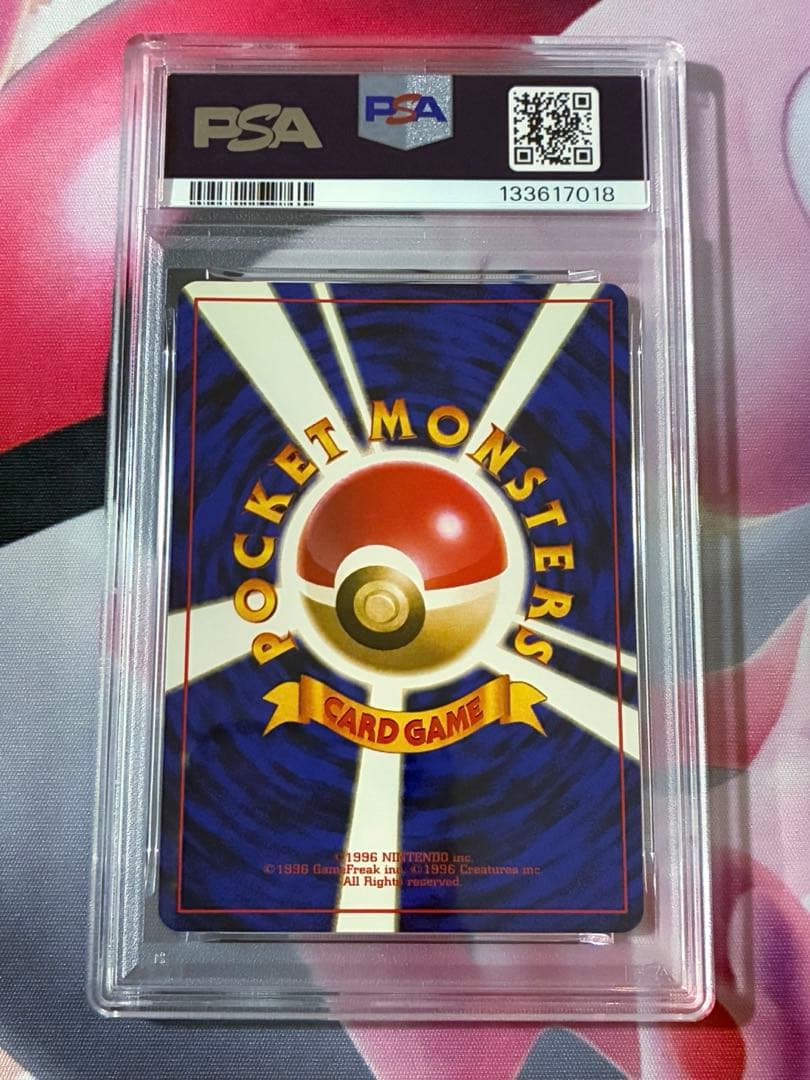 PSA
PSA
133617018
POCKET MONSTERS
CARD GAME
©1996 NINTENDO inc.
©1996 GameFreak inc. ©1996 Creatures inc.
All Rights reserved.